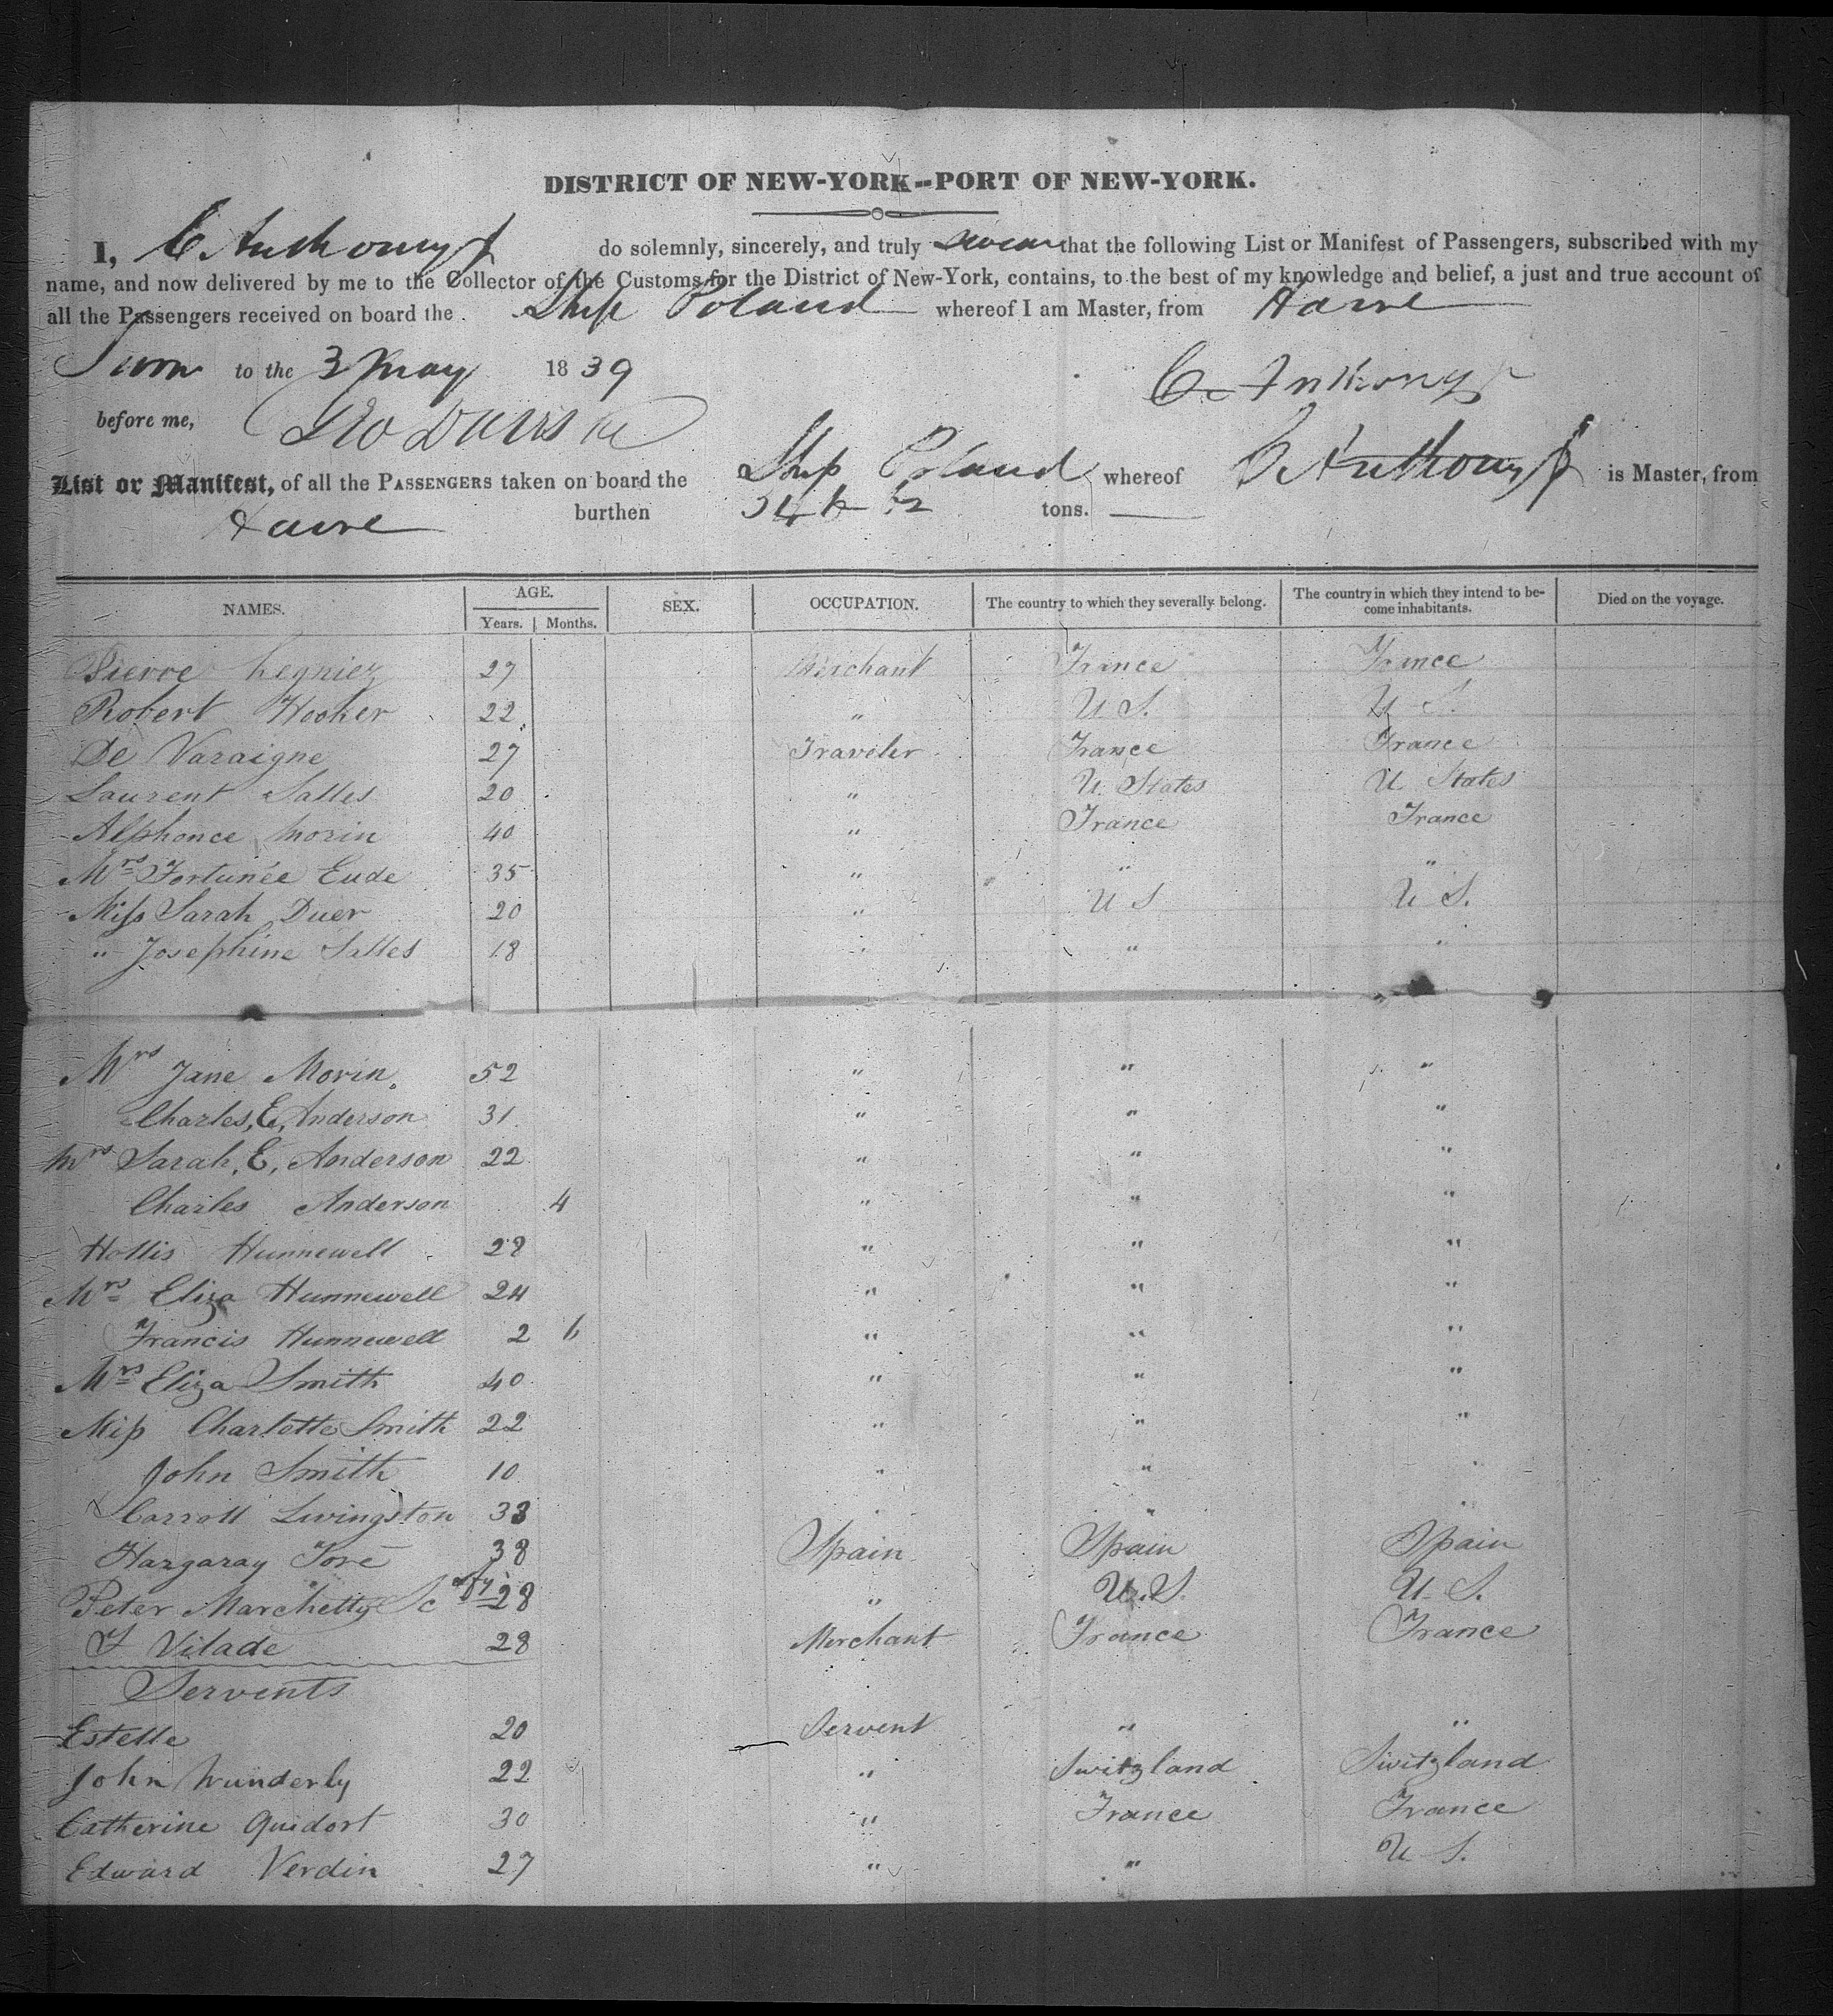 DISTRICT OF NEW-YORK--PORT OF NEW-YORK.
I, C Anthony Jr do solemnly, sincerely, and truly swear that the following List or Manifest of Passengers, subscribed with my
name, and now delivered by me to the Collector of the Customs for the District of New-York, contains, to the best of my knowledge and belief, a just and true account of
all the Passengers received on board the Ship Poland whereof I am Master, from Havre
Sworn to the 3 May 1839
C. Anthony Jr
before me, Geo Davis
List or Manifest, of all the PASSENGERS taken on board the Ship Poland whereof C Anthony Jr is Master, from
Havre burthen tons.
NAMES. AGE. Years. Months. SEX. OCCUPATION. The country to which they severally belong. The country in which they intend to become inhabitants. Died on the voyage.
Pierre Legniez 27 Merchant France France
Robert Hooker 22 " U S. U S.
De Varaigne 27 Traveler France France
Laurent Salles 20 " U States U States
Alphonce Morin 40 " France France
Mrs Fortunée Eude 35 " " "
Miss Sarah Duer 20 " U S U S.
" Josephine Salles 18 " " "
Mrs Jane Morin 52 " " "
Charles, E, Anderson 31 " " "
Mrs Sarah, E, Anderson 22 " " "
Charles Anderson 4 " " "
Hollis Hunnewell 28 " " "
Mrs Eliza Hunnewell 24 " " "
Francis Hunnewell 2 6 " " "
Mrs Eliza Smith 40 " " "
Miss Charlotte Smith 22 " " "
John Smith 10 " " "
Carroll Livingston 33 " " "
Hargaray Joré 38 Spain Spain Spain
Peter Marchetty 28 " U.S. U. S.
F Vilade 28 Merchant France France
Servents
Estelle 20 Servent " "
John Wunderly 22 " Switzland Switzland
Catherine Quidort 30 " France France
Edward Verdin 27 " " U S.